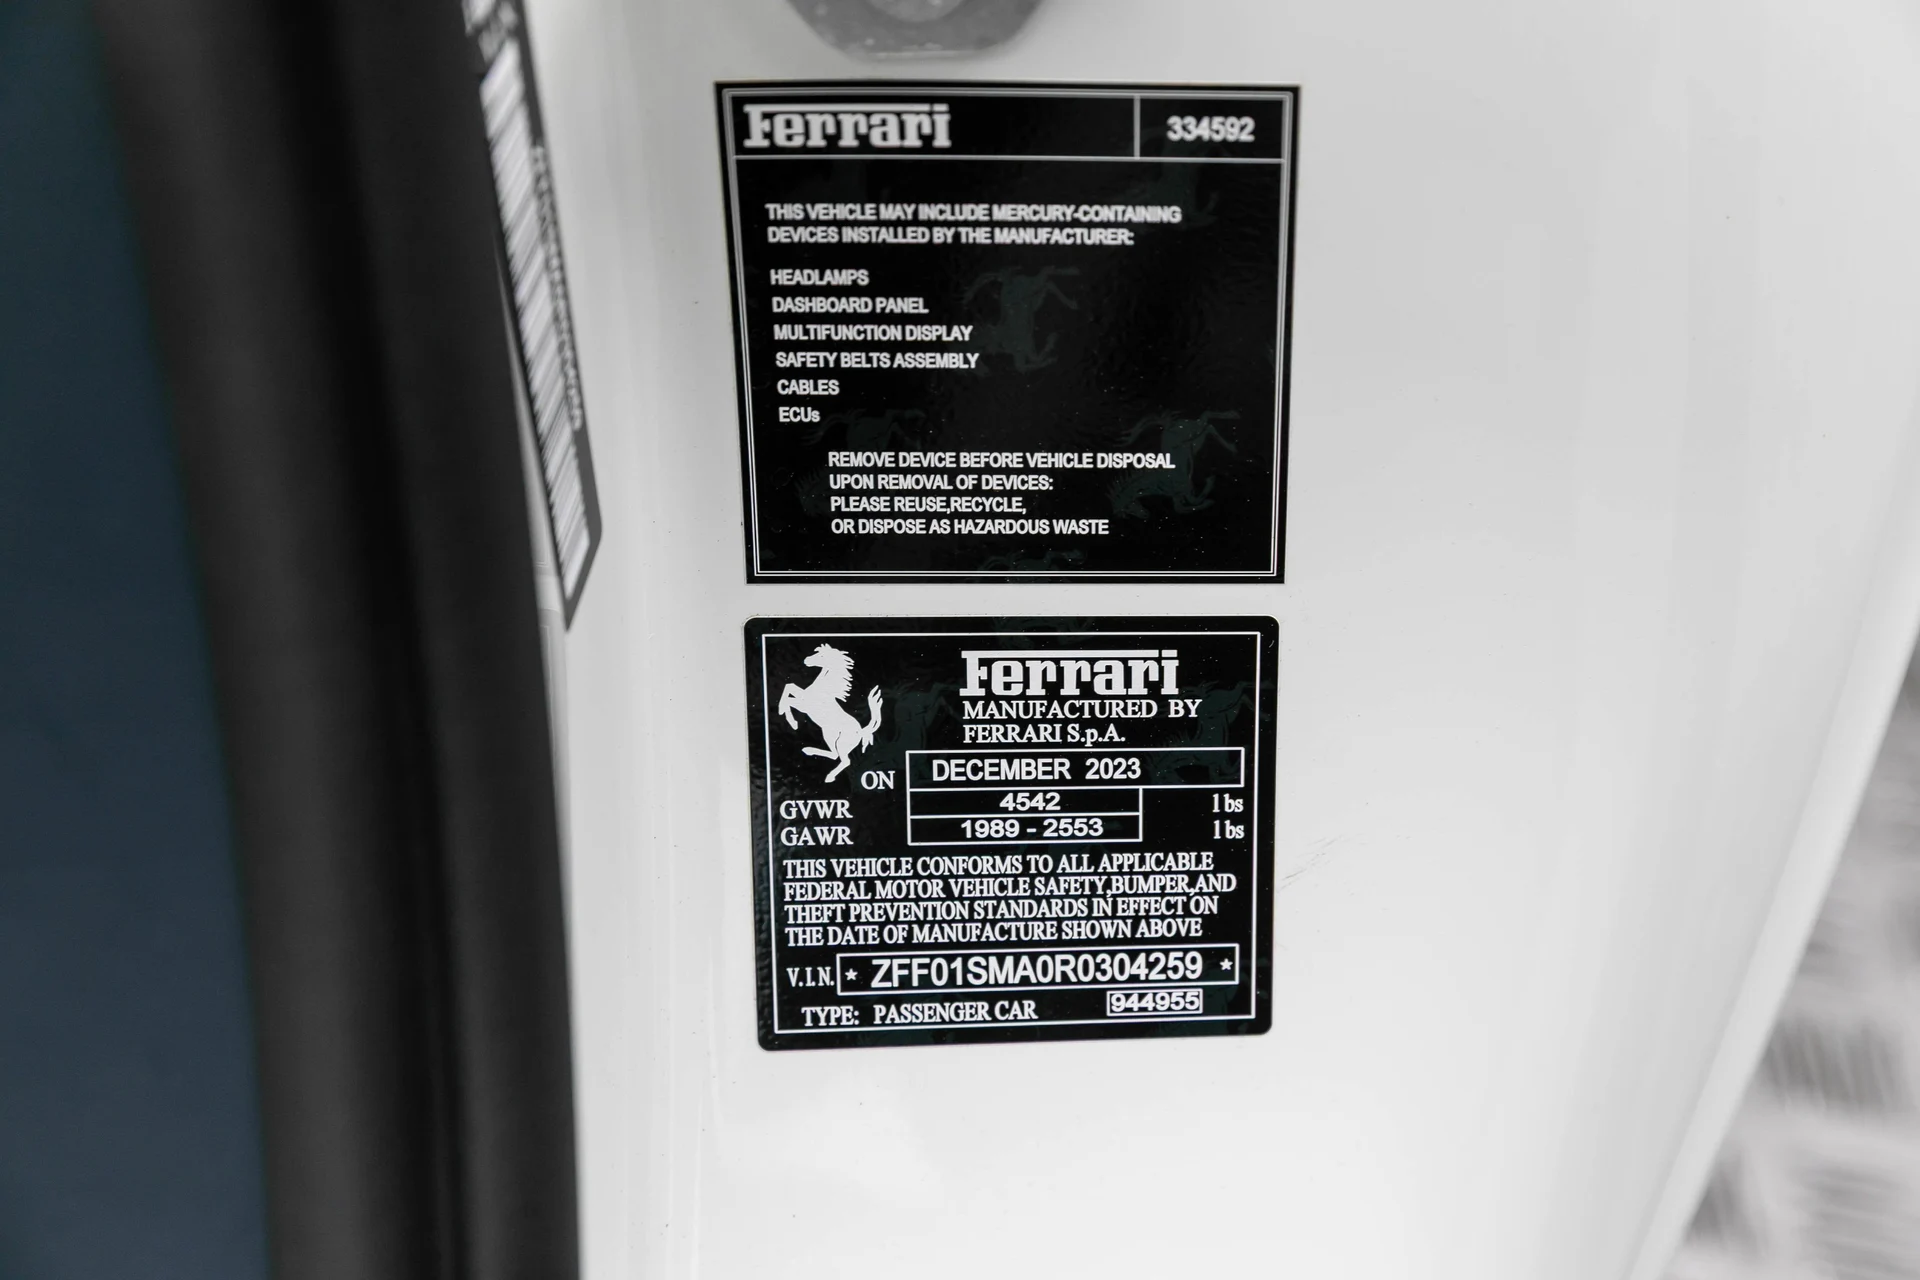 Ferrari
334592
THIS VEHICLE MAY INCLUDE MERCURY-CONTAINING
DEVICES INSTALLED BY THE MANUFACTURER:
HEADLAMPS
DASHBOARD PANEL
MULTIFUNCTION DISPLAY
SAFETY BELTS ASSEMBLY
CABLES
ECUs
REMOVE DEVICE BEFORE VEHICLE DISPOSAL
UPON REMOVAL OF DEVICES:
PLEASE REUSE,RECYCLE,
OR DISPOSE AS HAZARDOUS WASTE
Ferrari
MANUFACTURED BY
FERRARI S.p.A.
ON DECEMBER 2023
GVWR 4542 lbs
GAWR 1989 - 2553 lbs
THIS VEHICLE CONFORMS TO ALL APPLICABLE
FEDERAL MOTOR VEHICLE SAFETY,BUMPER,AND
THEFT PREVENTION STANDARDS IN EFFECT ON
THE DATE OF MANUFACTURE SHOWN ABOVE
V.I.N. * ZFF01SMA0R0304259 *
TYPE: PASSENGER CAR 944955